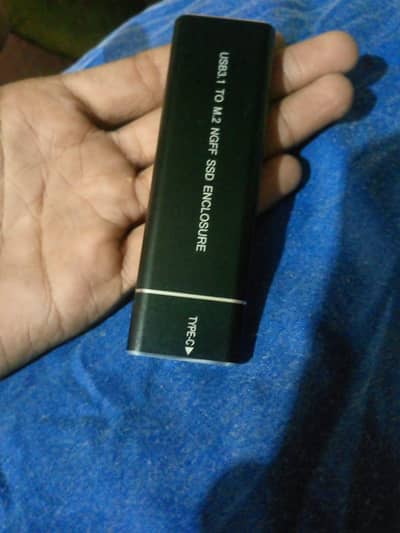 USB3.1 TO M.2 NGFF SSD ENCLOSURE
TYPE-C▶